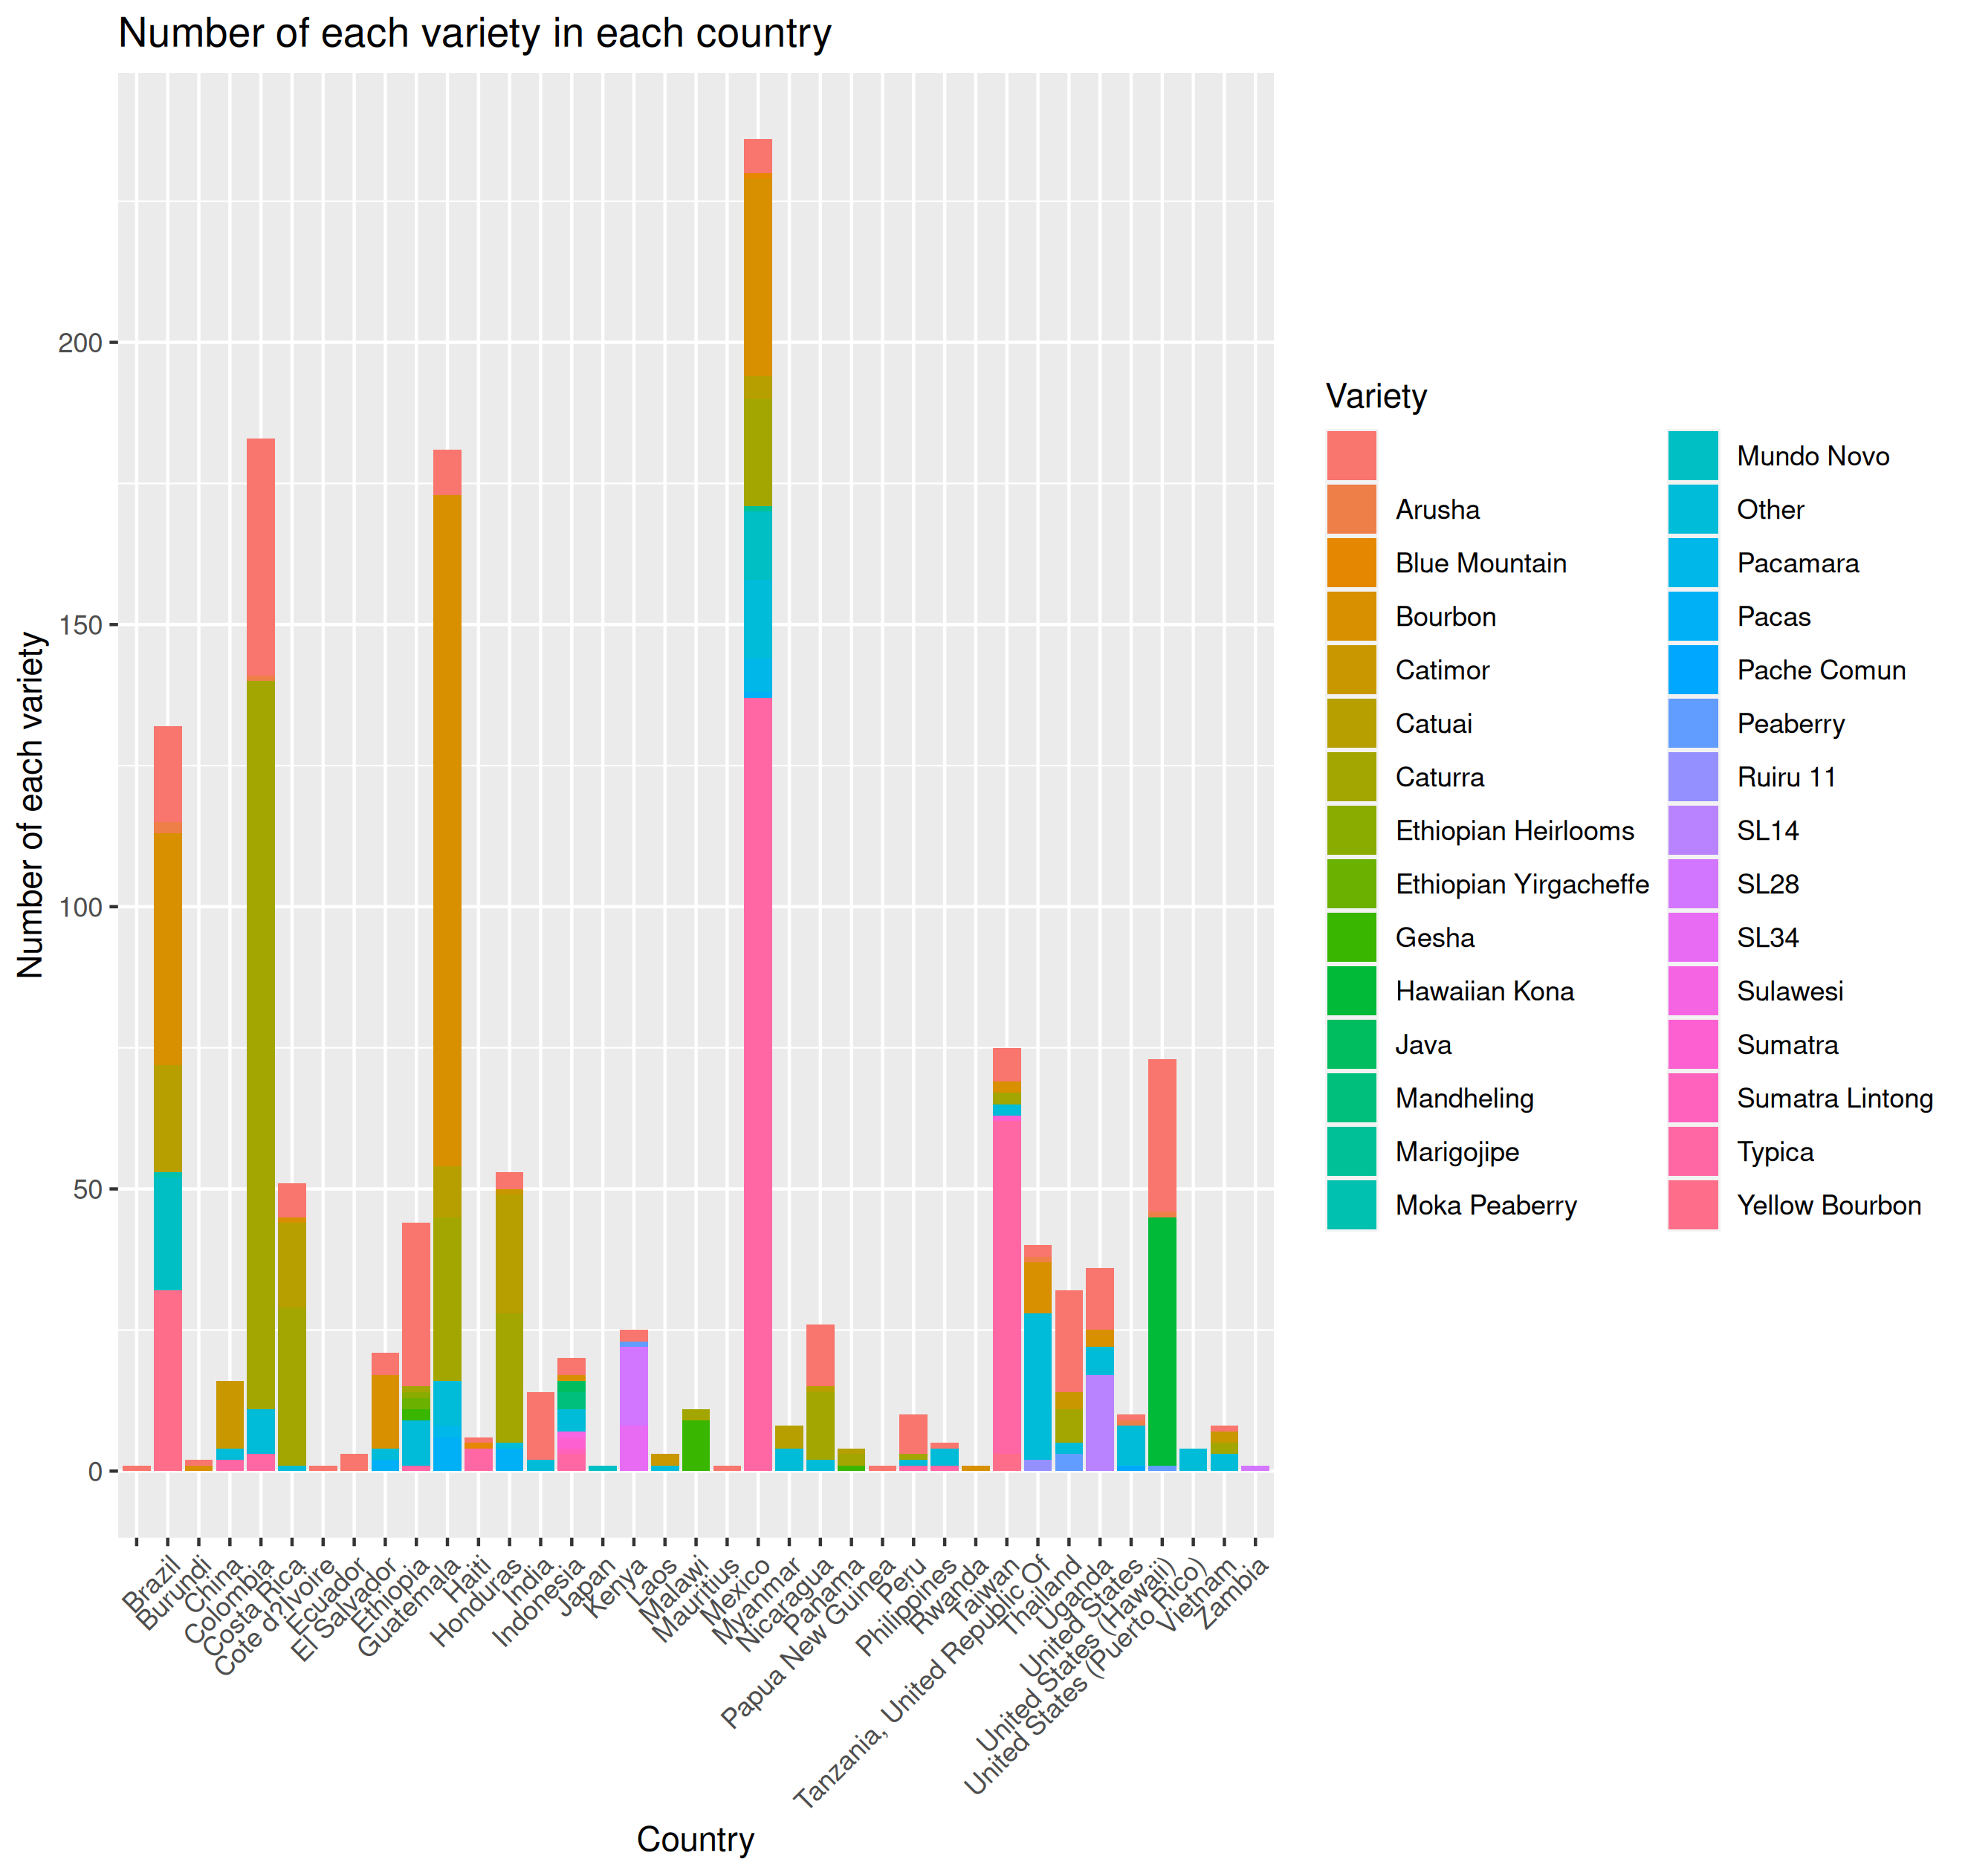 Number of each variety in each country
Number of each variety
200
150
100
50
0
Brazil
Burundi
China
Colombia
Costa Rica
Cote d?Ivoire
Ecuador
El Salvador
Ethiopia
Guatemala
Haiti
Honduras
India
Indonesia
Japan
Kenya
Laos
Malawi
Mauritius
Mexico
Myanmar
Nicaragua
Panama
Papua New Guinea
Peru
Philippines
Rwanda
Taiwan
Tanzania, United Republic Of
Thailand
Uganda
United States
United States (Hawaii)
United States (Puerto Rico)
Vietnam
Zambia
Country
Variety
Arusha
Blue Mountain
Bourbon
Catimor
Catuai
Caturra
Ethiopian Heirlooms
Ethiopian Yirgacheffe
Gesha
Hawaiian Kona
Java
Mandheling
Marigojipe
Moka Peaberry
Mundo Novo
Other
Pacamara
Pacas
Pache Comun
Peaberry
Ruiru 11
SL14
SL28
SL34
Sulawesi
Sumatra
Sumatra Lintong
Typica
Yellow Bourbon